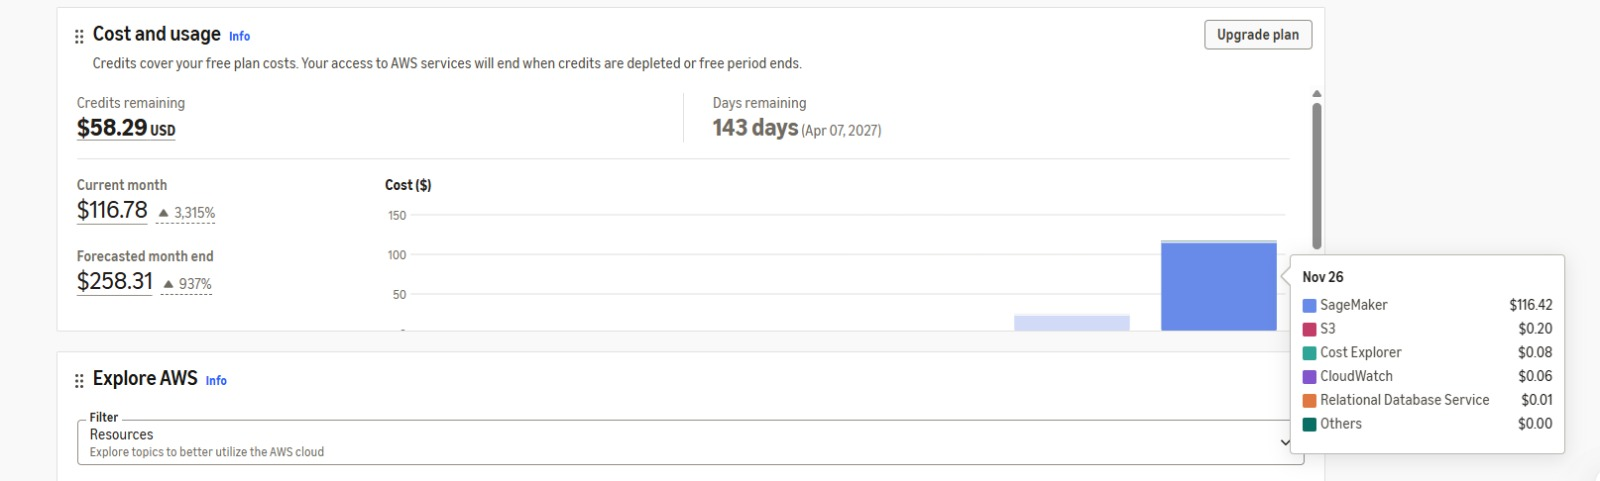 Cost and usage Info
Upgrade plan
Credits cover your free plan costs. Your access to AWS services will end when credits are depleted or free period ends.
Credits remaining
$58.29 USD
Days remaining
143 days (Apr 07, 2027)
Current month
$116.78 ▲ 3,315%
Forecasted month end
$258.31 ▲ 937%
Cost ($)
150
100
50
Nov 26
SageMaker $116.42
S3 $0.20
Cost Explorer $0.08
CloudWatch $0.06
Relational Database Service $0.01
Others $0.00
Explore AWS Info
Filter
Resources
Explore topics to better utilize the AWS cloud